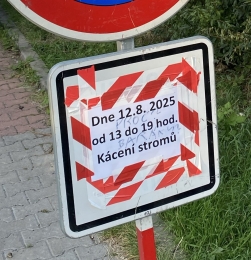 Dne 12.8. 2025
od 13 do 19 hod.
Kácení stromů